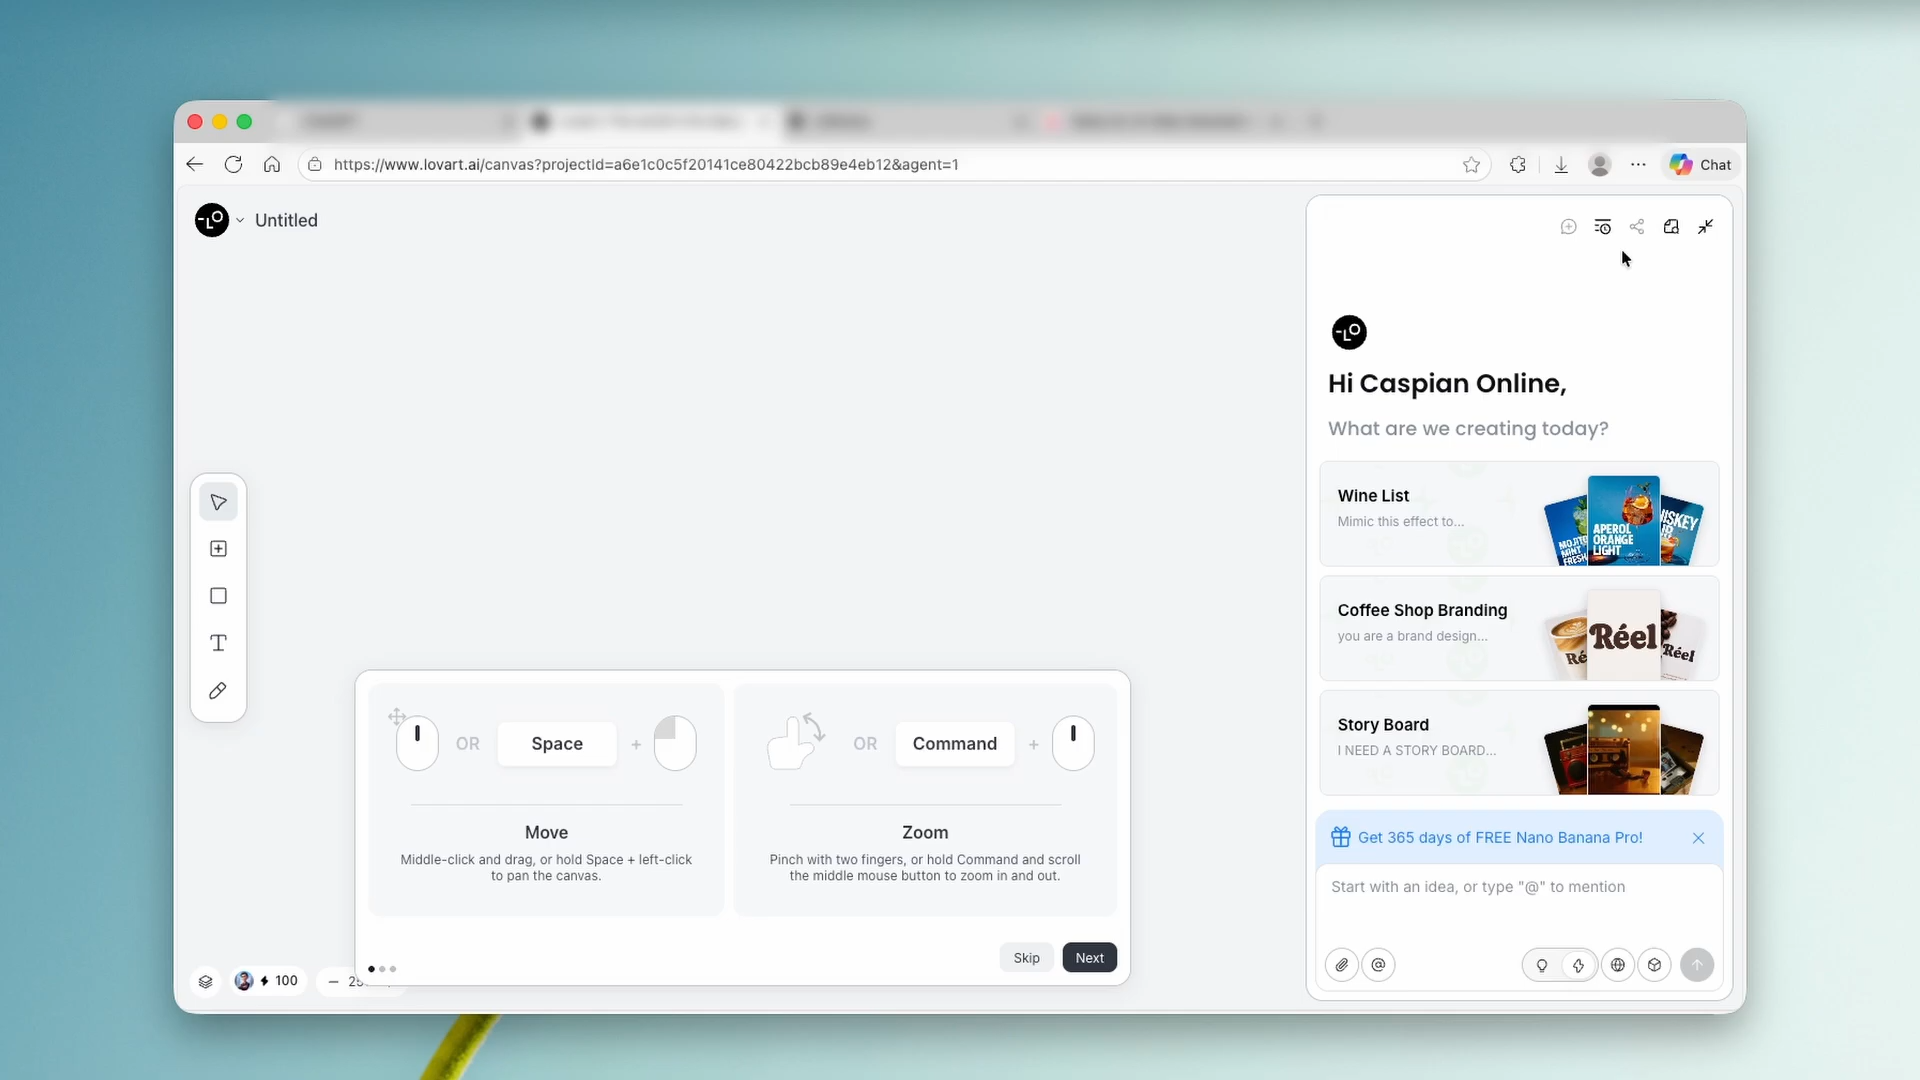 https://www.lovart.ai/canvas?projectId=a6e1c0c5f20141ce80422bcb89e4eb12&agent=1
Chat
Untitled
Hi Caspian Online,
What are we creating today?
Wine List
Mimic this effect to...
MOJITO
MINT
FRESH
APEROL
ORANGE
LIGHT
Coffee Shop Branding
you are a brand design...
Réel
Réel
Story Board
I NEED A STORY BOARD...
OR
Space
+
OR
Command
+
Move
Middle-click and drag, or hold Space + left-click
to pan the canvas.
Zoom
Pinch with two fingers, or hold Command and scroll
the middle mouse button to zoom in and out.
Skip
Next
100
Get 365 days of FREE Nano Banana Pro!
Start with an idea, or type "@" to mention